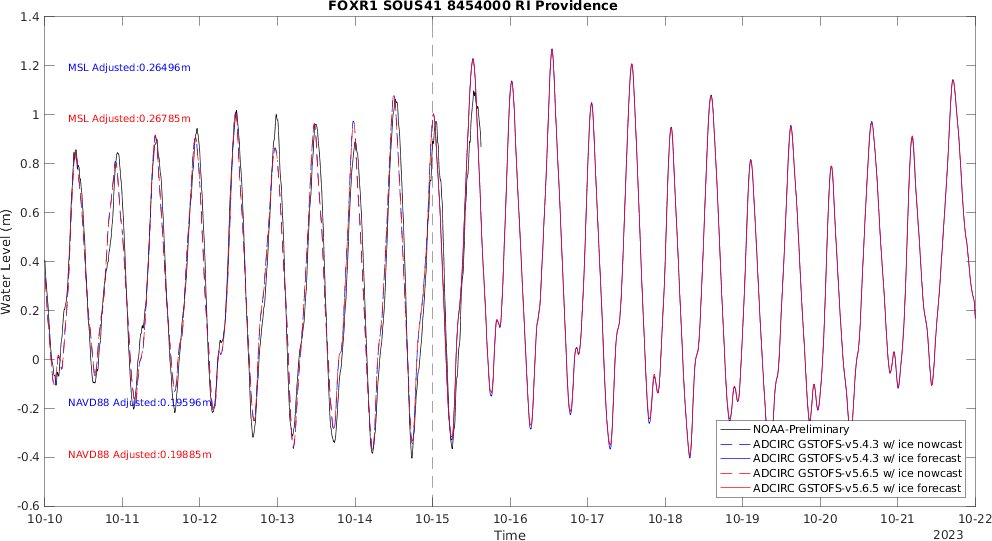 FOXR1 SOUS41 8454000 RI Providence
1.4
1.2
1
0.8
0.6
0.4
0.2
0
-0.2
-0.4
-0.6
Water Level (m)
MSL Adjusted:0.26496m
MSL Adjusted:0.26785m
NAVD88 Adjusted:0.19596m
NAVD88 Adjusted:0.19885m
NOAA-Preliminary
ADCIRC GSTOFS-v5.4.3 w/ ice nowcast
ADCIRC GSTOFS-v5.4.3 w/ ice forecast
ADCIRC GSTOFS-v5.6.5 w/ ice nowcast
ADCIRC GSTOFS-v5.6.5 w/ ice forecast
10-10 10-11 10-12 10-13 10-14 10-15 10-16 10-17 10-18 10-19 10-20 10-21 10-22
Time
2023